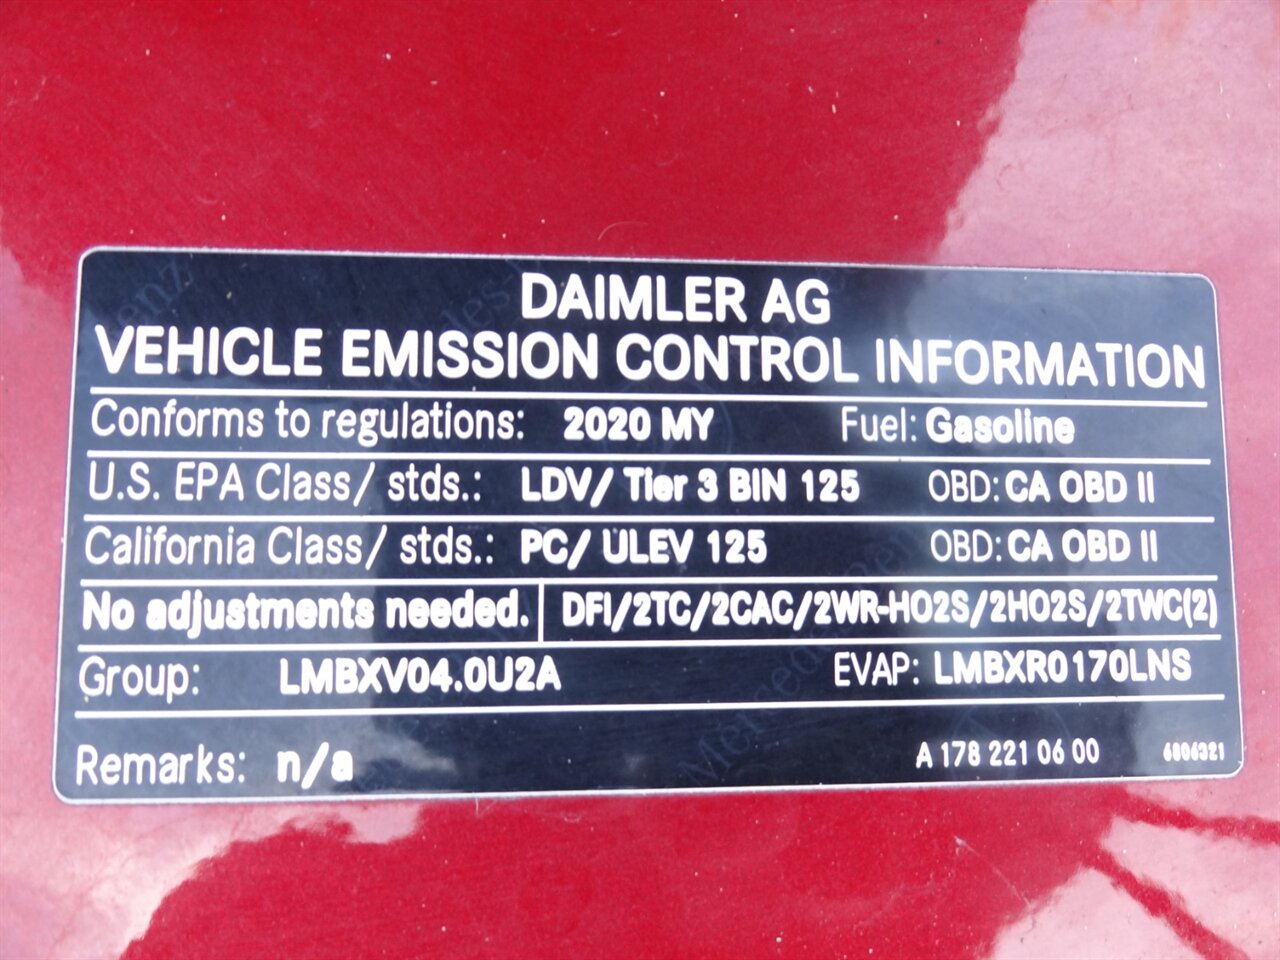 DAIMLER AG
VEHICLE EMISSION CONTROL INFORMATION
Conforms to regulations: 2020 MY Fuel: Gasoline
U.S. EPA Class/ stds.: LDV/ Tier 3 BIN 125 OBD: CA OBD II
California Class/ stds.: PC/ ULEV 125 OBD: CA OBD II
No adjustments needed. DFI/2TC/2CAC/2WR-HO2S/2HO2S/2TWC(2)
Group: LMBXV04.0U2A EVAP: LMBXR0170LNS
Remarks: n/a A 178 221 06 00 6806321